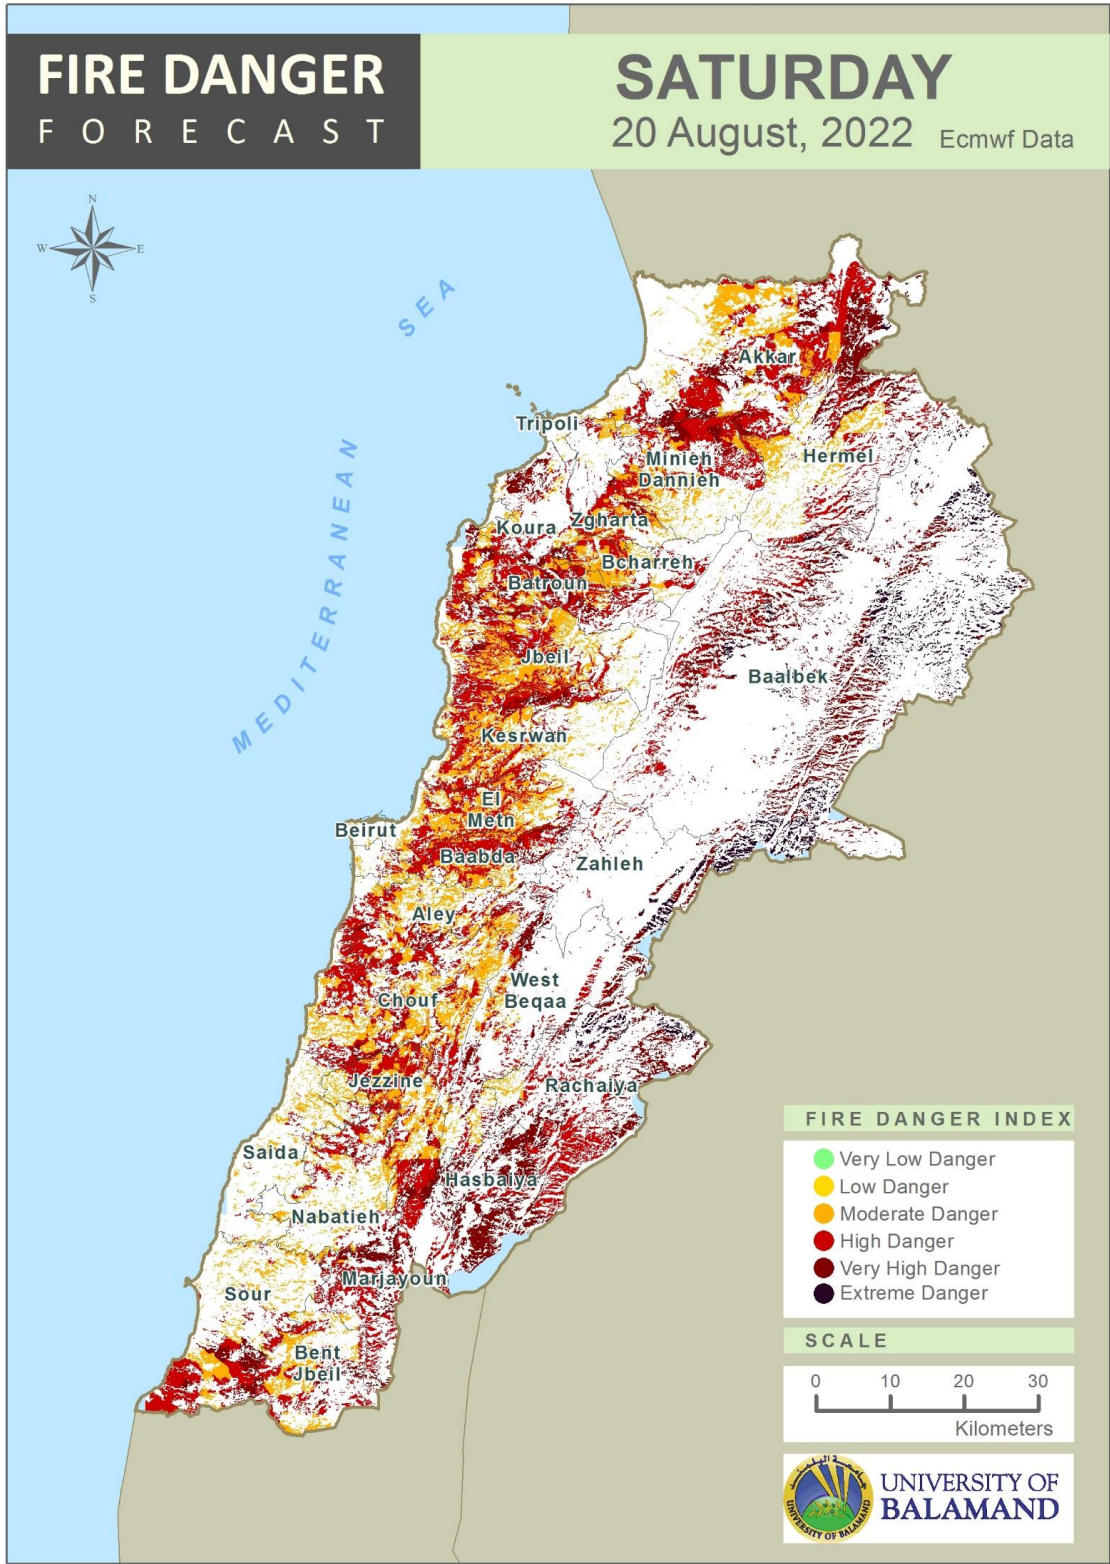 FIRE DANGER
FORECAST
SATURDAY
20 August, 2022 Ecmwf Data
N
W E
S
MEDITERRANEAN SEA
Akkar
Tripoli
Hermel
Minieh
Dannieh
Zgharta
Koura
Bcharreh
Batroun
Jbeil
Baalbek
Kesrwan
El
Metn
Beirut
Baabda
Zahleh
Aley
West
Beqaa
Chouf
Jezzine
Rachaiya
Saida
Hasbaiya
Nabatieh
Marjayoun
Sour
Bent
Jbeil
FIRE DANGER INDEX
Very Low Danger
Low Danger
Moderate Danger
High Danger
Very High Danger
Extreme Danger
SCALE
0 10 20 30
Kilometers
UNIVERSITY OF BALAMAND
UNIVERSITY OF
BALAMAND